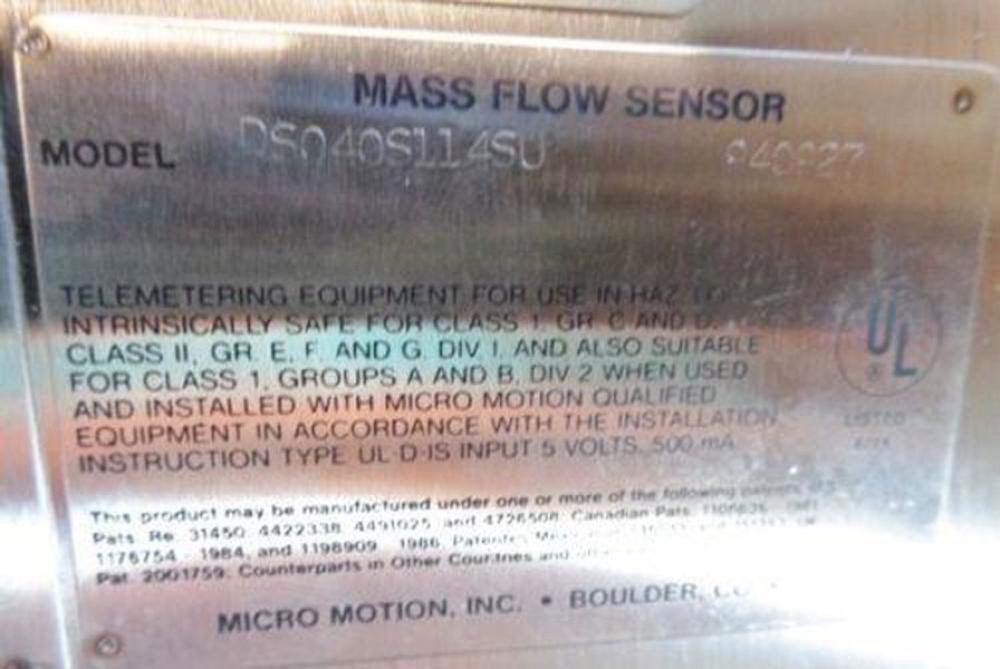 MASS FLOW SENSOR
MODEL DS040S114SU
TELEMETERING EQUIPMENT FOR USE IN HAZ.
INTRINSICALLY SAFE FOR CLASS 1, GR. C AND D,
CLASS II, GR. E, F, AND G, DIV. I, AND ALSO SUITABLE
FOR CLASS 1, GROUPS A AND B, DIV 2 WHEN USED
AND INSTALLED WITH MICRO MOTION QUALIFIED
EQUIPMENT IN ACCORDANCE WITH THE INSTALLATION
INSTRUCTION TYPE UL-D-IS INPUT 5 VOLTS, 500 mA
UL
®
LISTED
This product may be manufactured under one or more of the following
Pats. Re. 31450 4422338 4491025 and 4726508 Canadian Pats.
1176754 - 1984, and 1198909 1986,
Pat. 2001759. Counterparts in Other Countries and
MICRO MOTION, INC. • BOULDER,